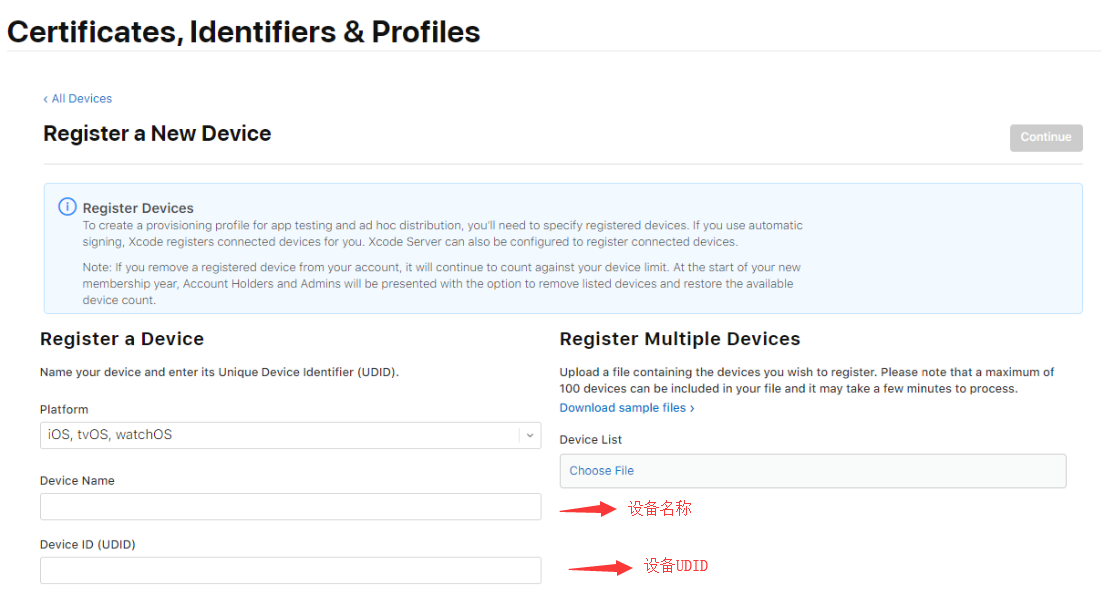 Certificates, Identifiers & Profiles
‹ All Devices
Register a New Device
Continue
Register Devices
To create a provisioning profile for app testing and ad hoc distribution, you'll need to specify registered devices. If you use automatic
signing, Xcode registers connected devices for you. Xcode Server can also be configured to register connected devices.
Note: If you remove a registered device from your account, it will continue to count against your device limit. At the start of your new
membership year, Account Holders and Admins will be presented with the option to remove listed devices and restore the available
device count.
Register a Device
Name your device and enter its Unique Device Identifier (UDID).
Platform
iOS, tvOS, watchOS
Device Name
Device ID (UDID)
Register Multiple Devices
Upload a file containing the devices you wish to register. Please note that a maximum of
100 devices can be included in your file and it may take a few minutes to process.
Download sample files ›
Device List
Choose File
设备名称
设备UDID